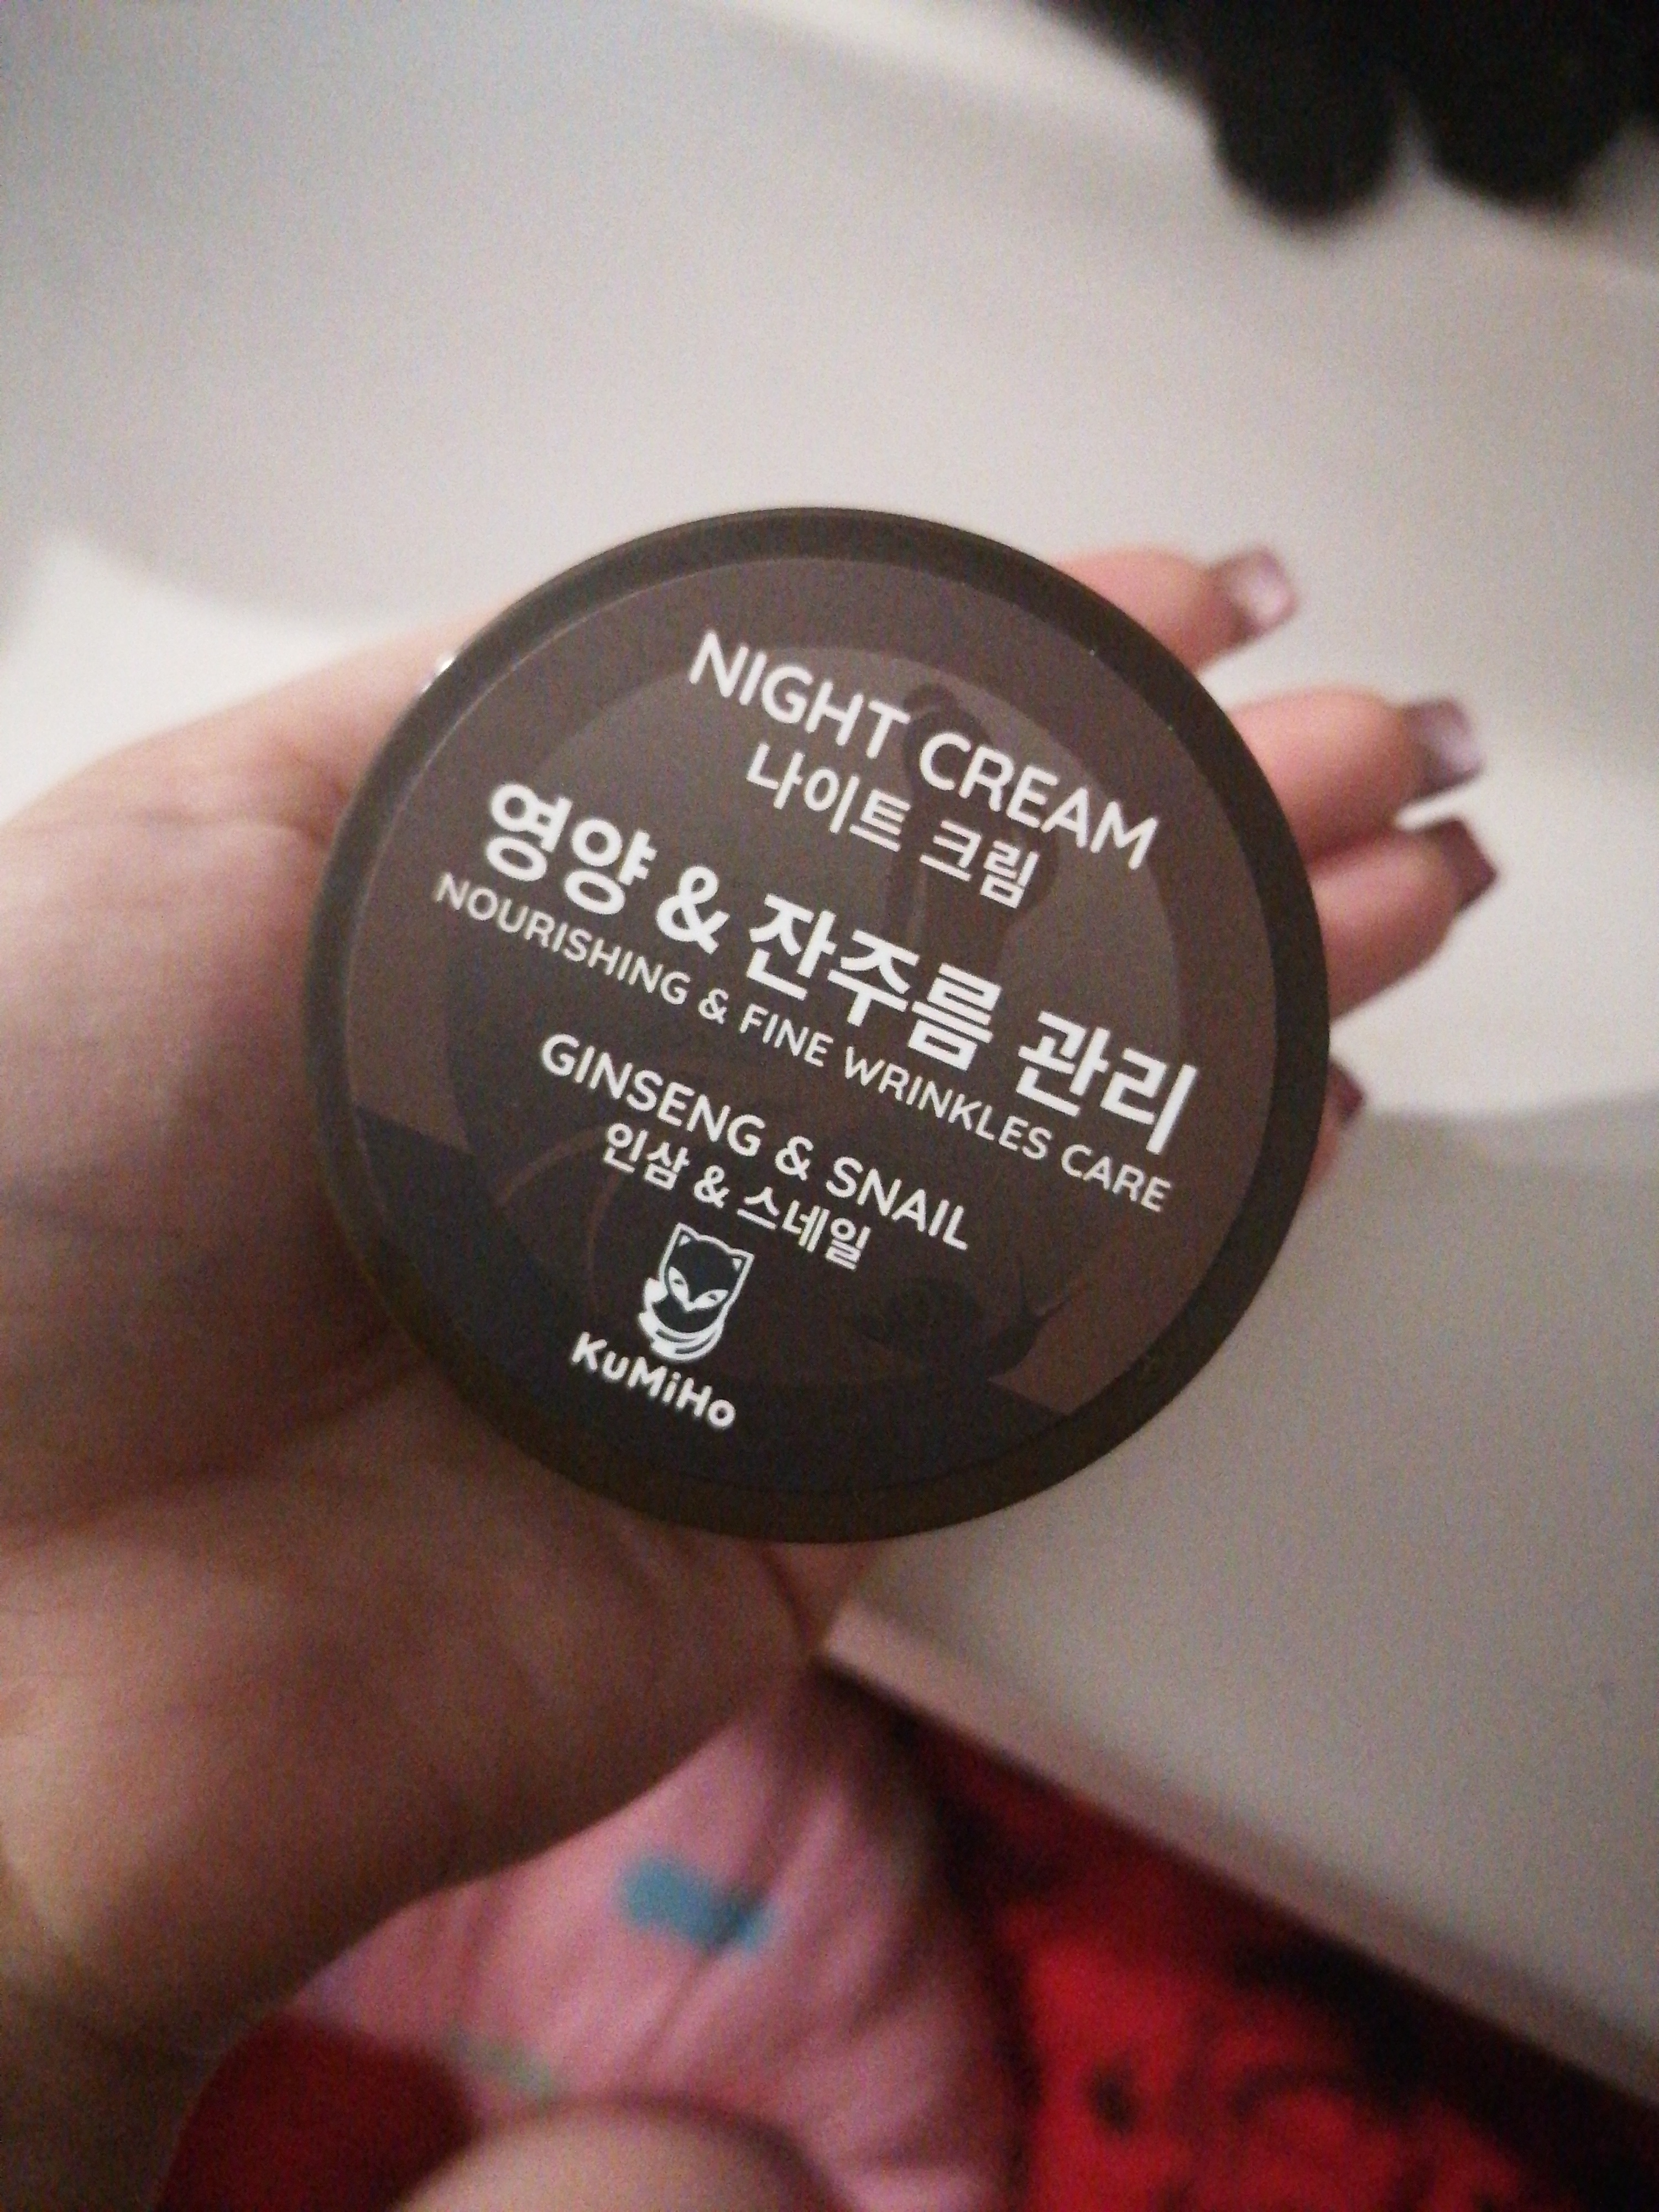 NIGHT CREAM
나이트 크림
영양 & 잔주름 관리
NOURISHING & FINE WRINKLES CARE
GINSENG & SNAIL
인삼 & 스네일
KuMiHo